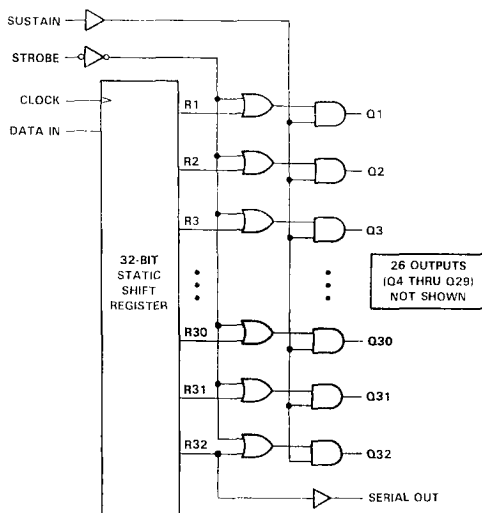 SUSTAIN
STROBE
CLOCK
DATA IN
R1
Q1
R2
Q2
R3
Q3
32-BIT
STATIC
SHIFT
REGISTER
26 OUTPUTS
(Q4 THRU Q29)
NOT SHOWN
R30
Q30
R31
Q31
R32
Q32
SERIAL OUT